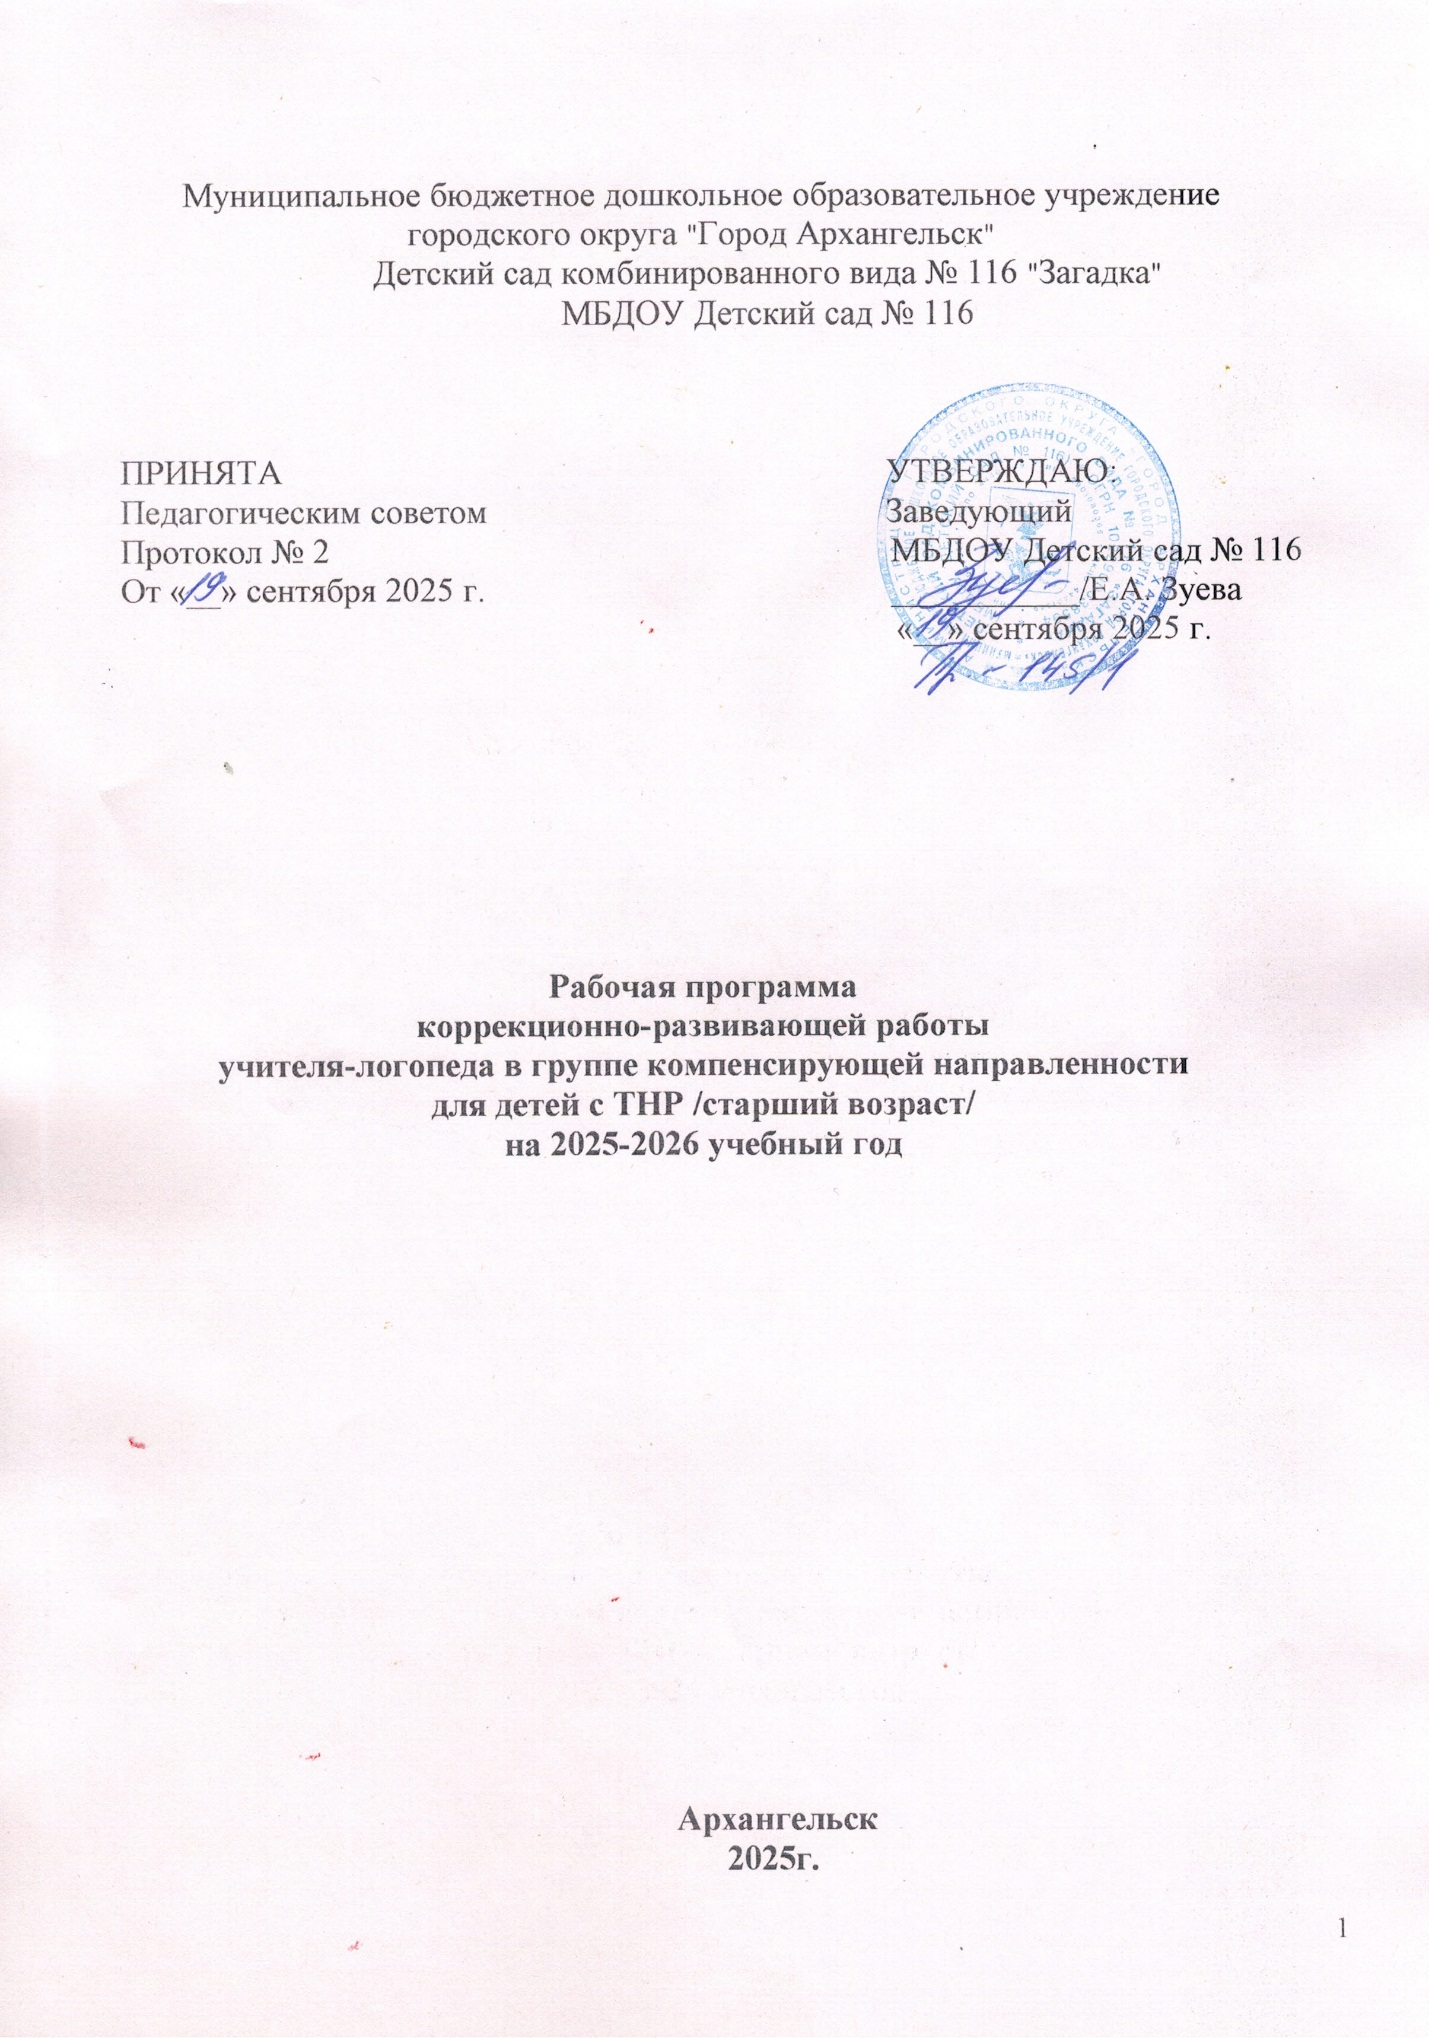 Муниципальное бюджетное дошкольное образовательное учреждение
городского округа "Город Архангельск"
Детский сад комбинированного вида № 116 "Загадка"
МБДОУ Детский сад № 116
ПРИНЯТА
Педагогическим советом
Протокол № 2
От «19» сентября 2025 г.
УТВЕРЖДАЮ:
Заведующий
МБДОУ Детский сад № 116
/Е.А. Зуева
«19» сентября 2025 г.
Пр - 145/1
Рабочая программа
коррекционно-развивающей работы
учителя-логопеда в группе компенсирующей направленности
для детей с ТНР /старший возраст/
на 2025-2026 учебный год
Архангельск
2025г.
1